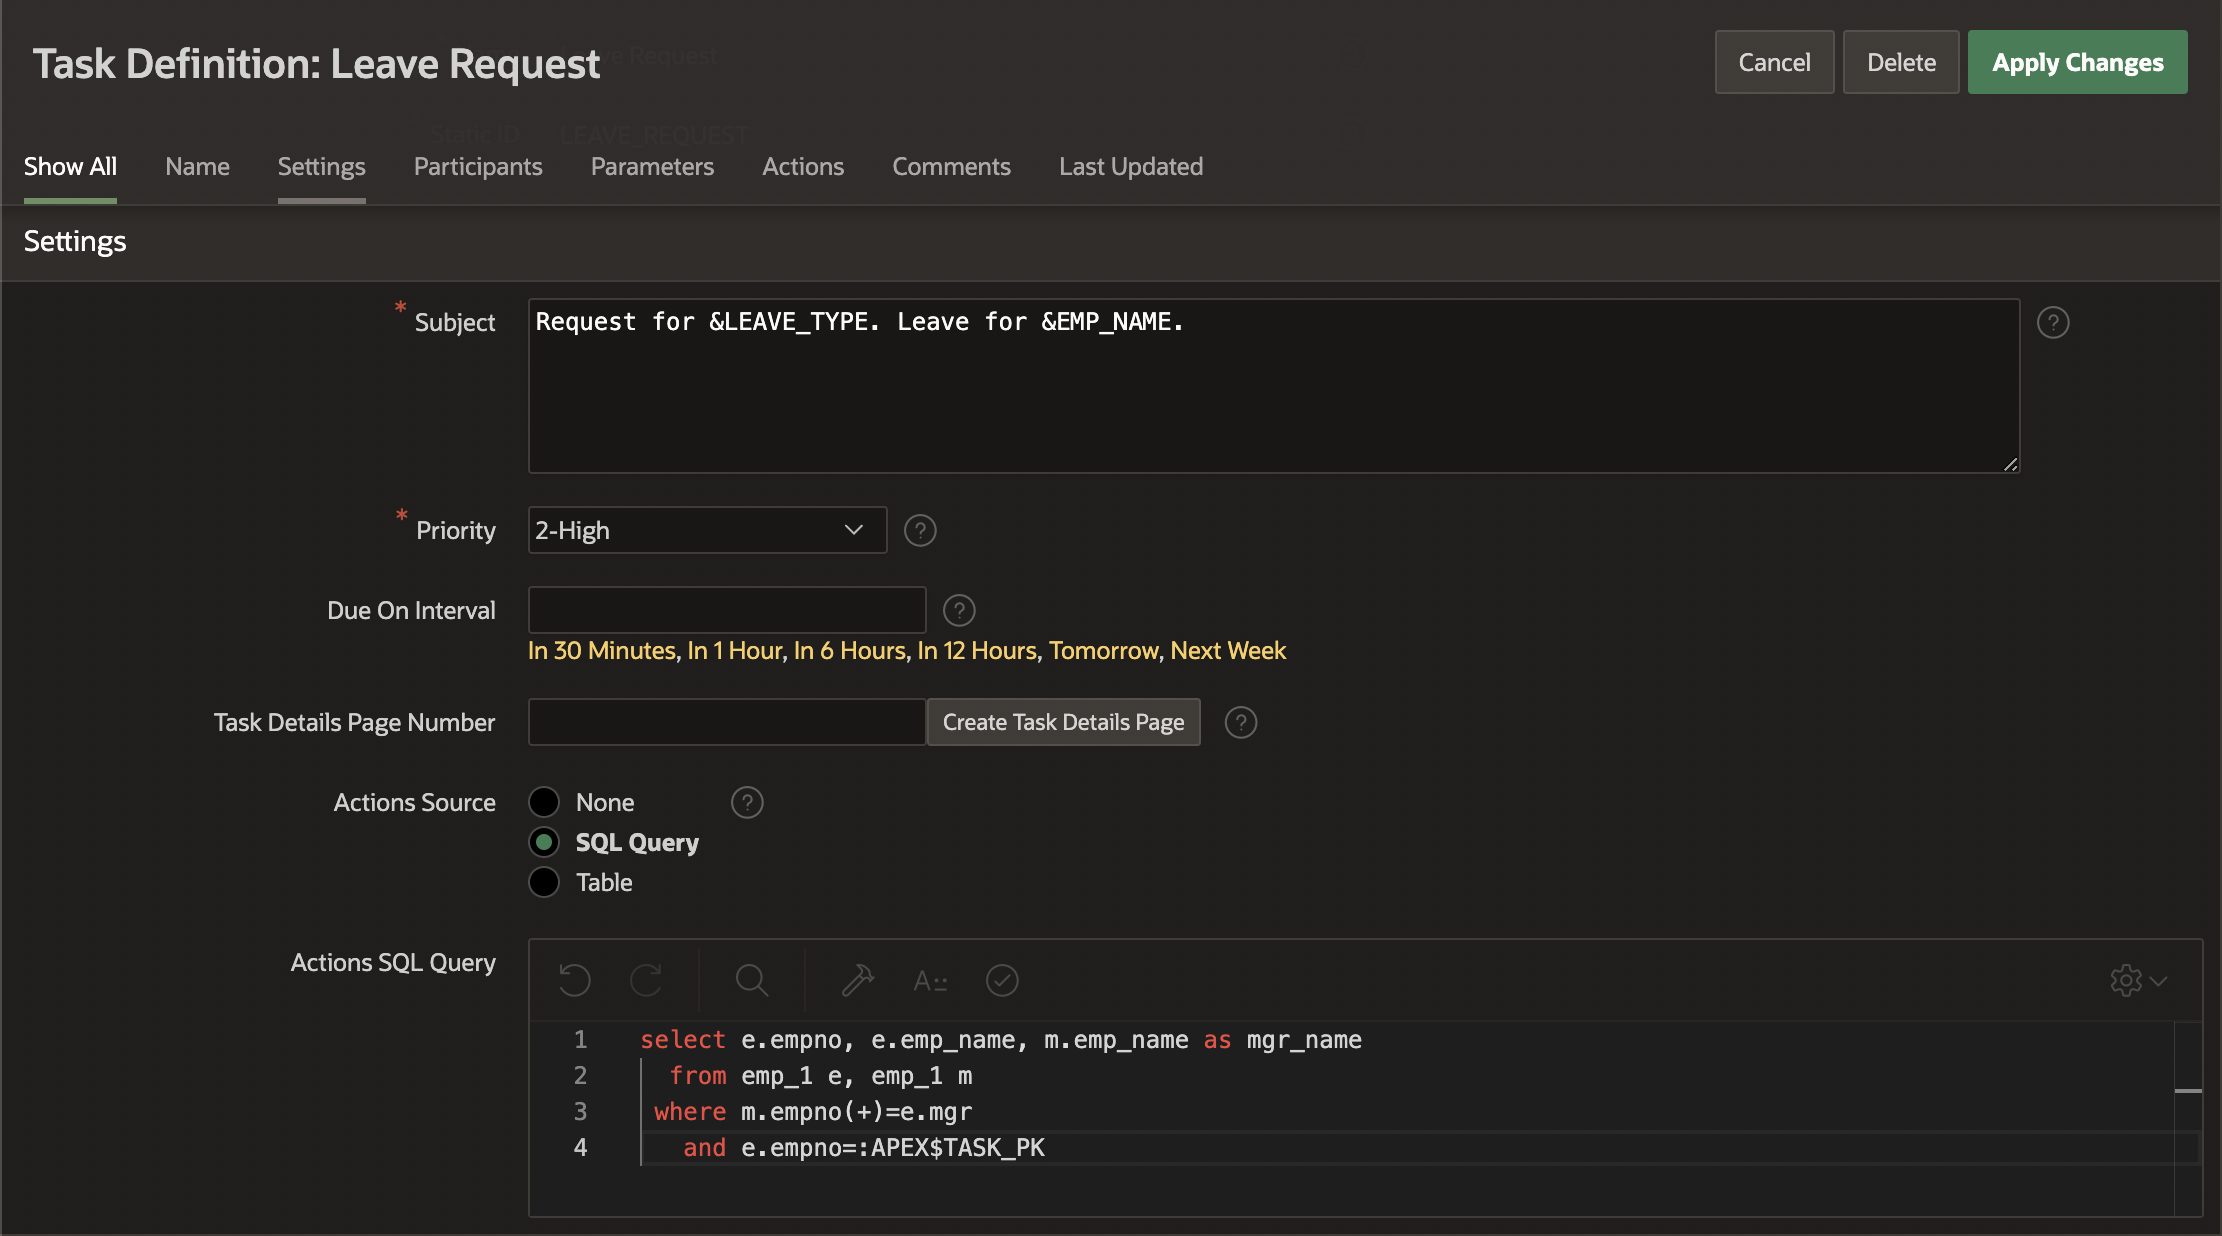 Task Definition: Leave Request
Cancel
Delete
Apply Changes
Static ID LEAVE_REQUEST
Show All
Name
Settings
Participants
Parameters
Actions
Comments
Last Updated
Settings
* Subject
Request for &LEAVE_TYPE. Leave for &EMP_NAME.
?
* Priority
2-High
?
Due On Interval
?
In 30 Minutes, In 1 Hour, In 6 Hours, In 12 Hours, Tomorrow, Next Week
Task Details Page Number
Create Task Details Page
?
Actions Source
None
?
SQL Query
Table
Actions SQL Query
A::
1 select e.empno, e.emp_name, m.emp_name as mgr_name
2 from emp_1 e, emp_1 m
3 where m.empno(+)=e.mgr
4 and e.empno=:APEX$TASK_PK